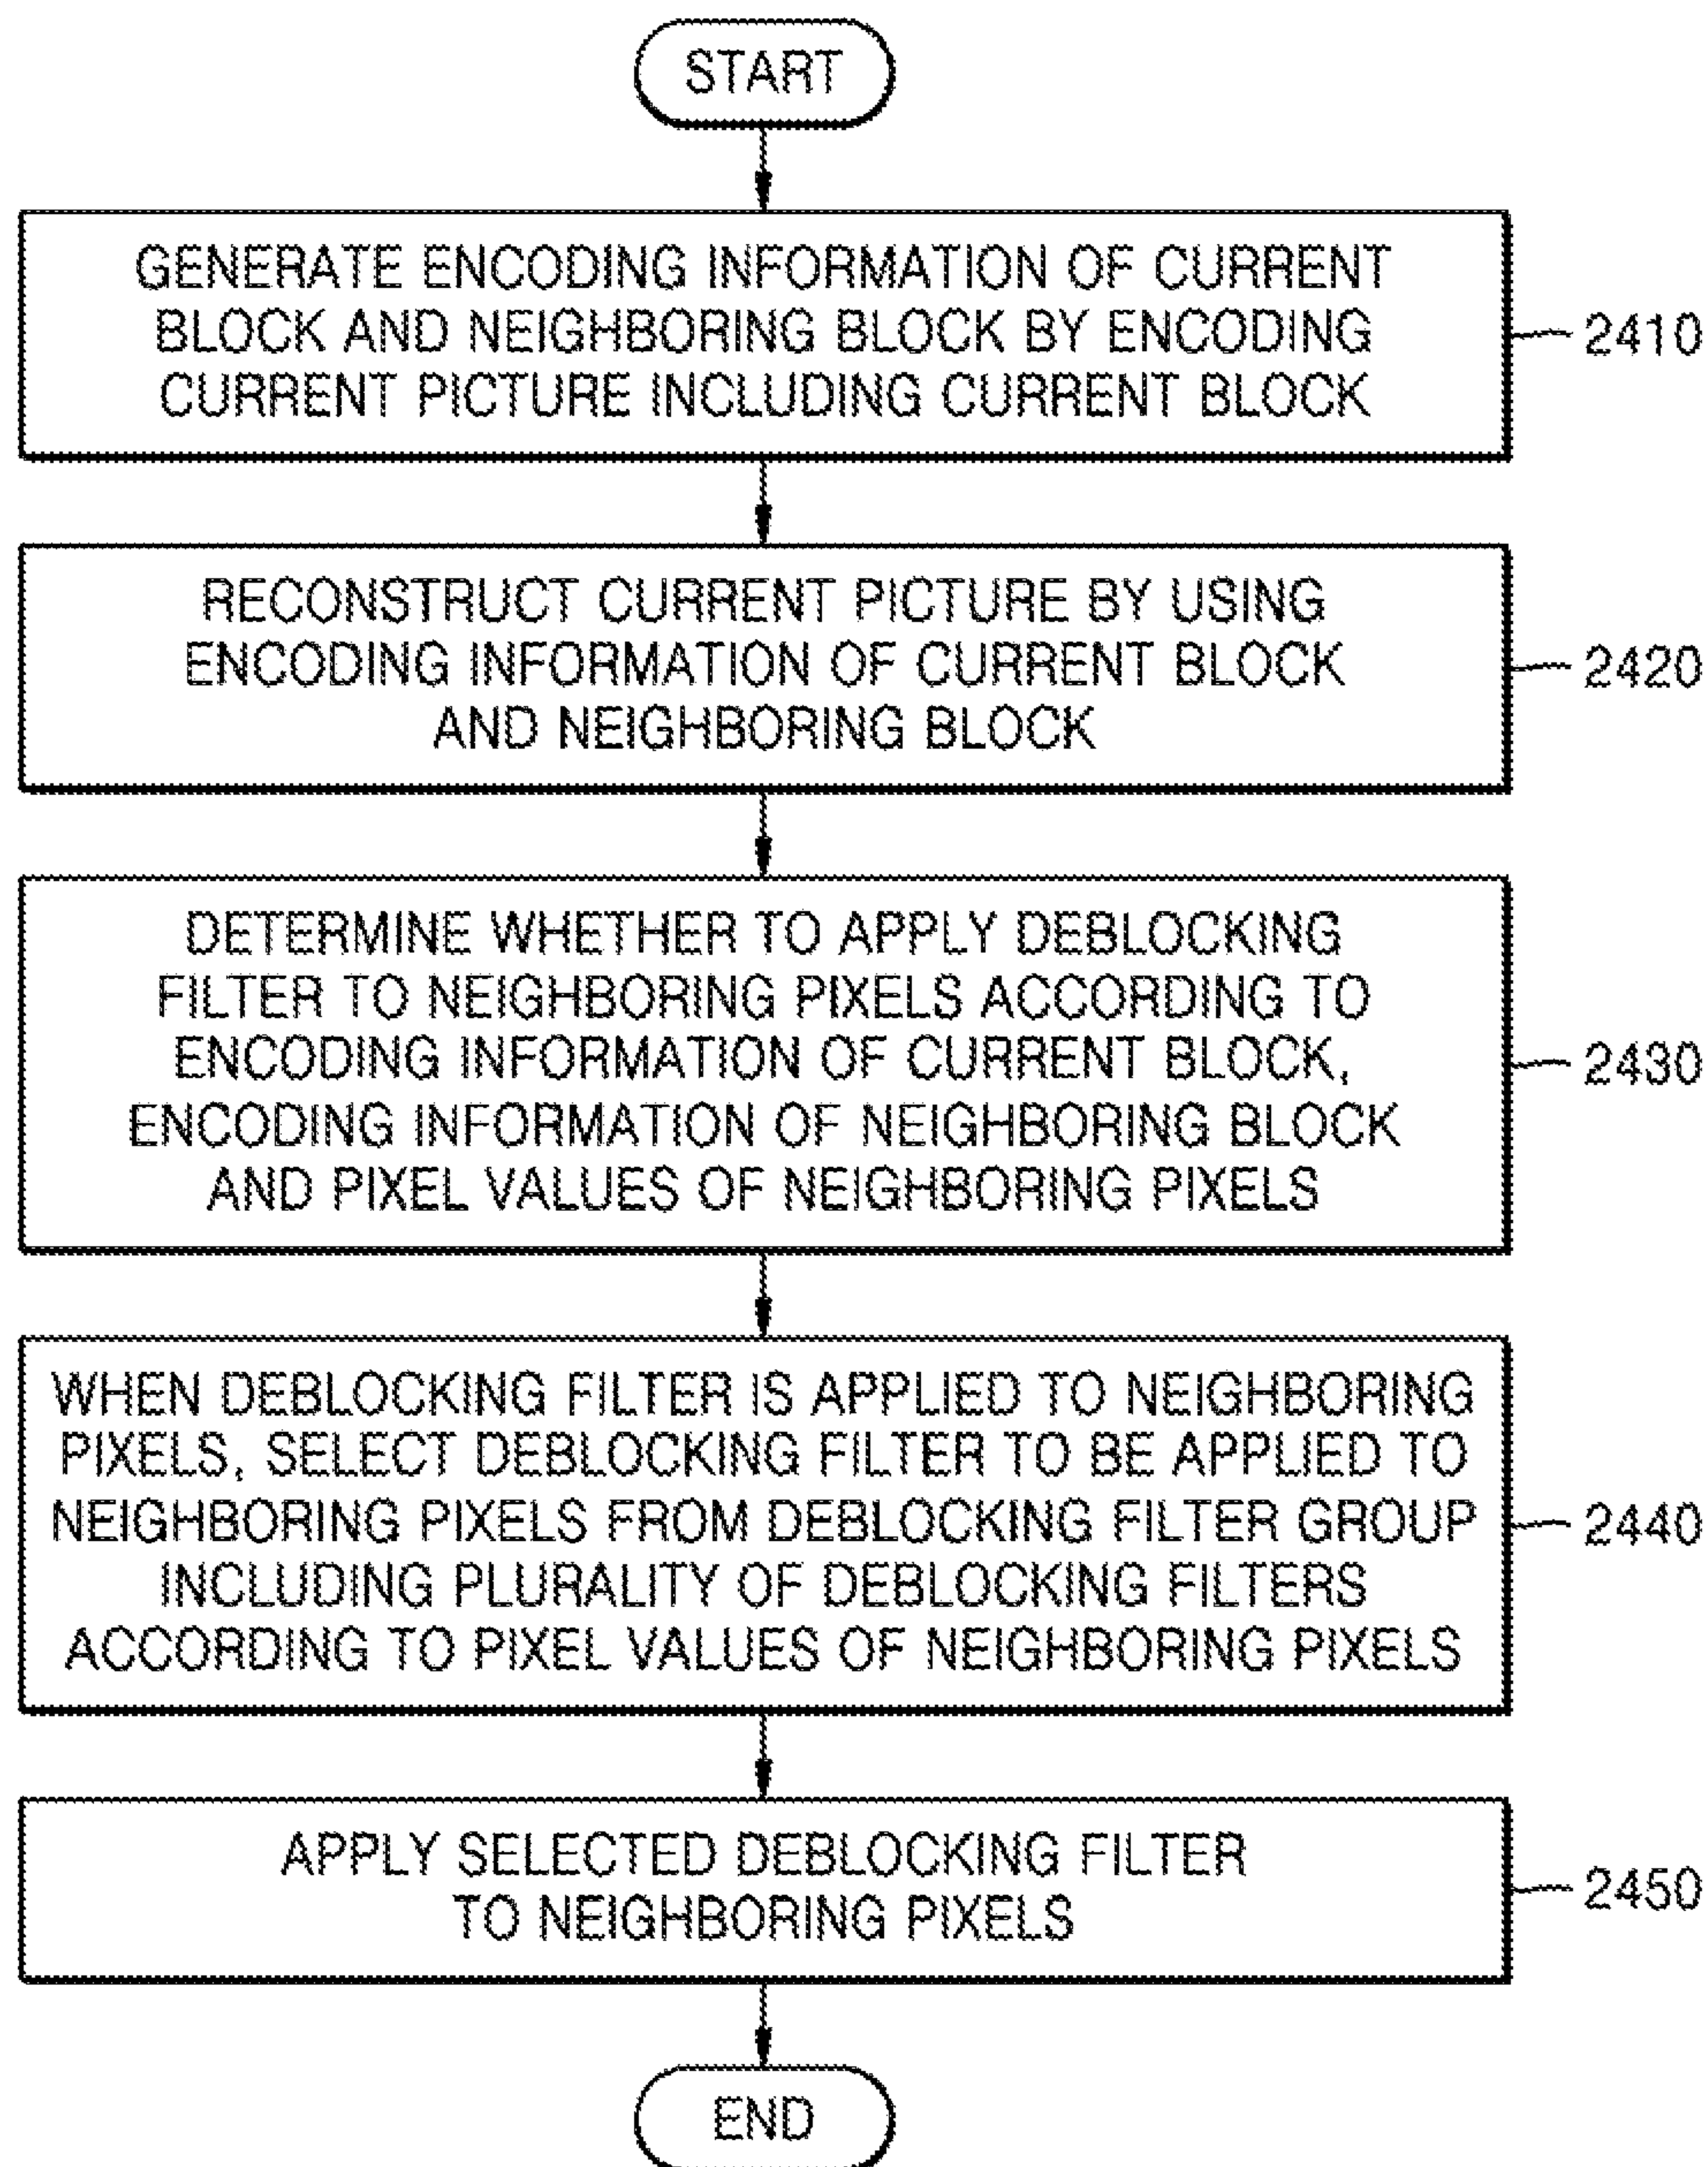 START
GENERATE ENCODING INFORMATION OF CURRENT
BLOCK AND NEIGHBORING BLOCK BY ENCODING
CURRENT PICTURE INCLUDING CURRENT BLOCK
2410
RECONSTRUCT CURRENT PICTURE BY USING
ENCODING INFORMATION OF CURRENT BLOCK
AND NEIGHBORING BLOCK
2420
DETERMINE WHETHER TO APPLY DEBLOCKING
FILTER TO NEIGHBORING PIXELS ACCORDING TO
ENCODING INFORMATION OF CURRENT BLOCK,
ENCODING INFORMATION OF NEIGHBORING BLOCK
AND PIXEL VALUES OF NEIGHBORING PIXELS
2430
WHEN DEBLOCKING FILTER IS APPLIED TO NEIGHBORING
PIXELS, SELECT DEBLOCKING FILTER TO BE APPLIED TO
NEIGHBORING PIXELS FROM DEBLOCKING FILTER GROUP
INCLUDING PLURALITY OF DEBLOCKING FILTERS
ACCORDING TO PIXEL VALUES OF NEIGHBORING PIXELS
2440
APPLY SELECTED DEBLOCKING FILTER
TO NEIGHBORING PIXELS
2450
END